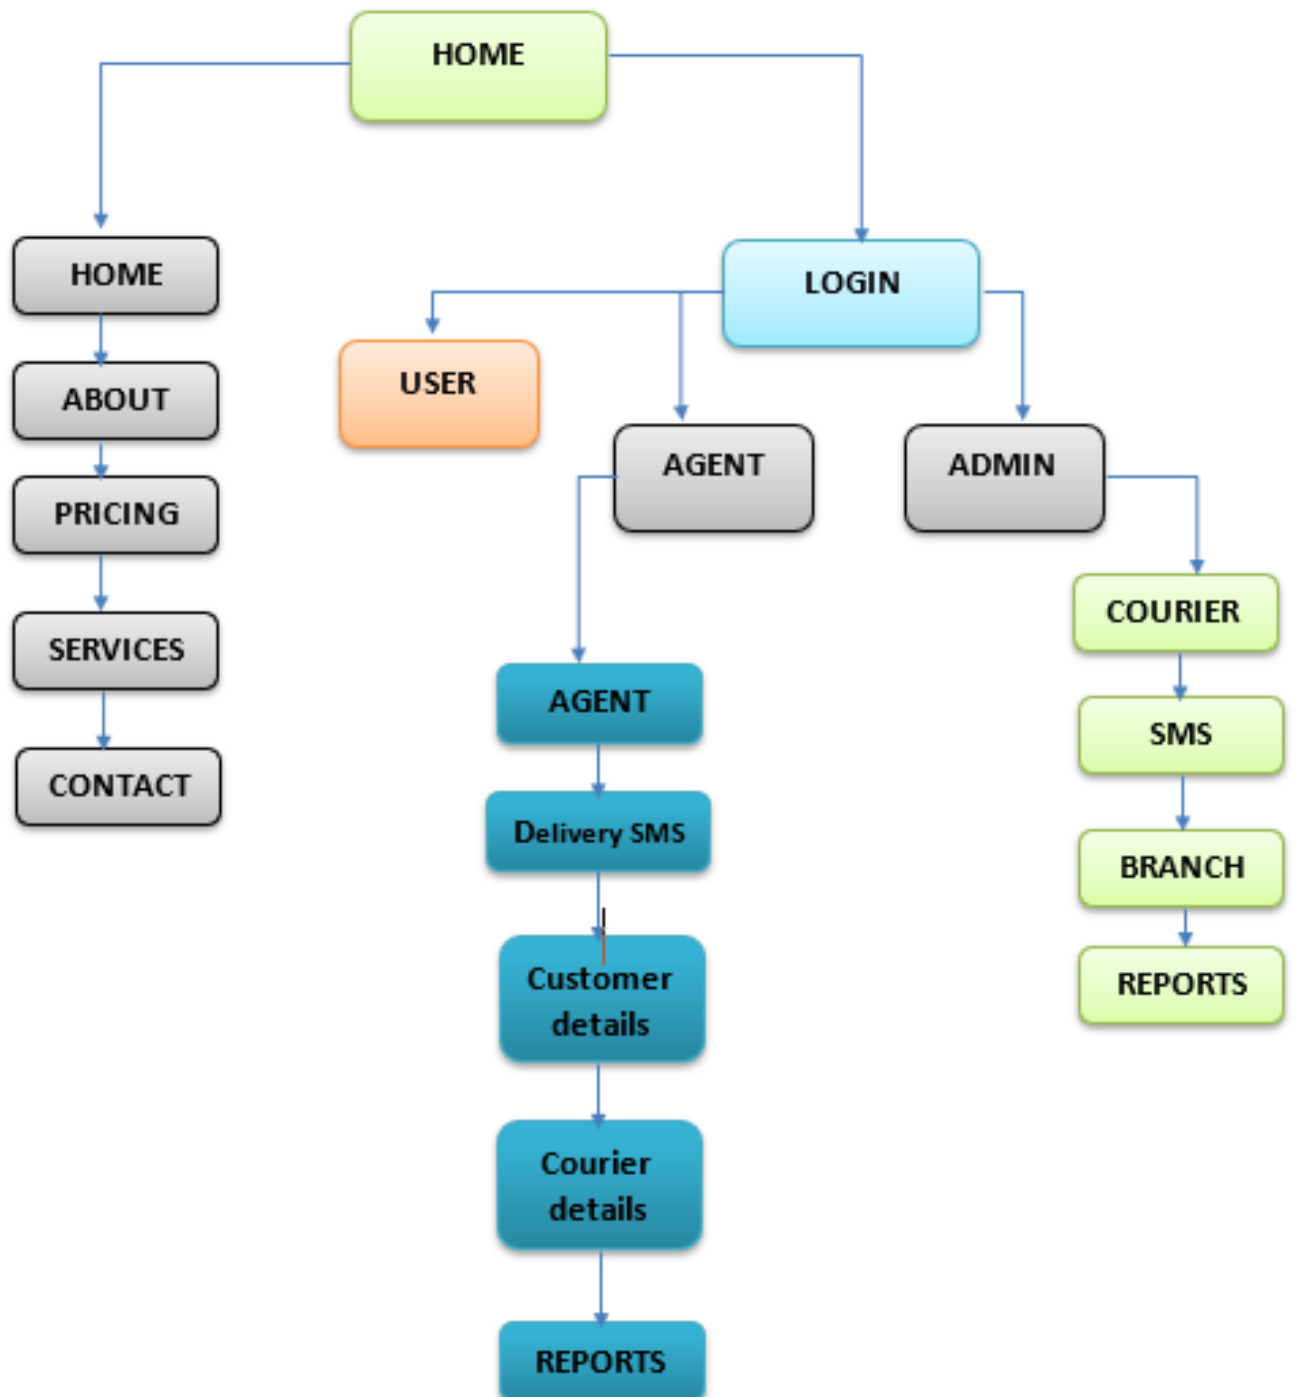 HOME
HOME
LOGIN
ABOUT
USER
PRICING
AGENT
ADMIN
SERVICES
COURIER
AGENT
SMS
CONTACT
Delivery SMS
BRANCH
Customer
details
REPORTS
Courier
details
REPORTS